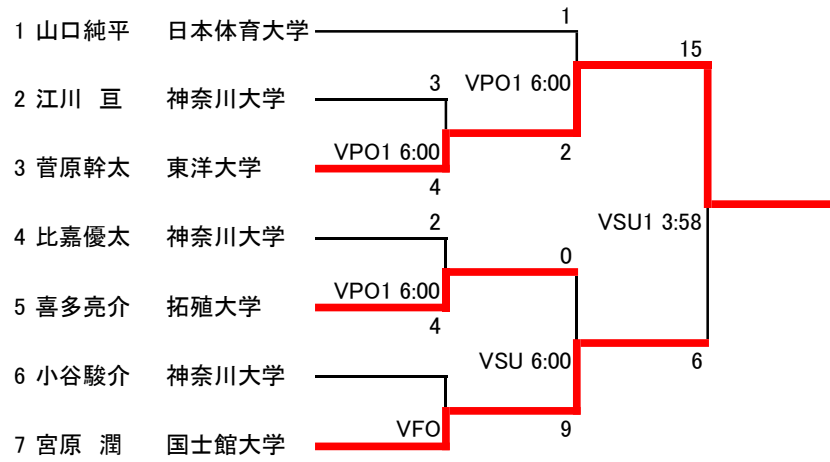 1
1 山口純平 日本体育大学
15
3 VPO1 6:00
2 江川 亘 神奈川大学
VPO1 6:00 2
3 菅原幹太 東洋大学
4
2 VSU1 3:58
4 比嘉優太 神奈川大学
0
VPO1 6:00
5 喜多亮介 拓殖大学
4
VSU 6:00 6
6 小谷駿介 神奈川大学
VFO 9
7 宮原 潤 国士館大学